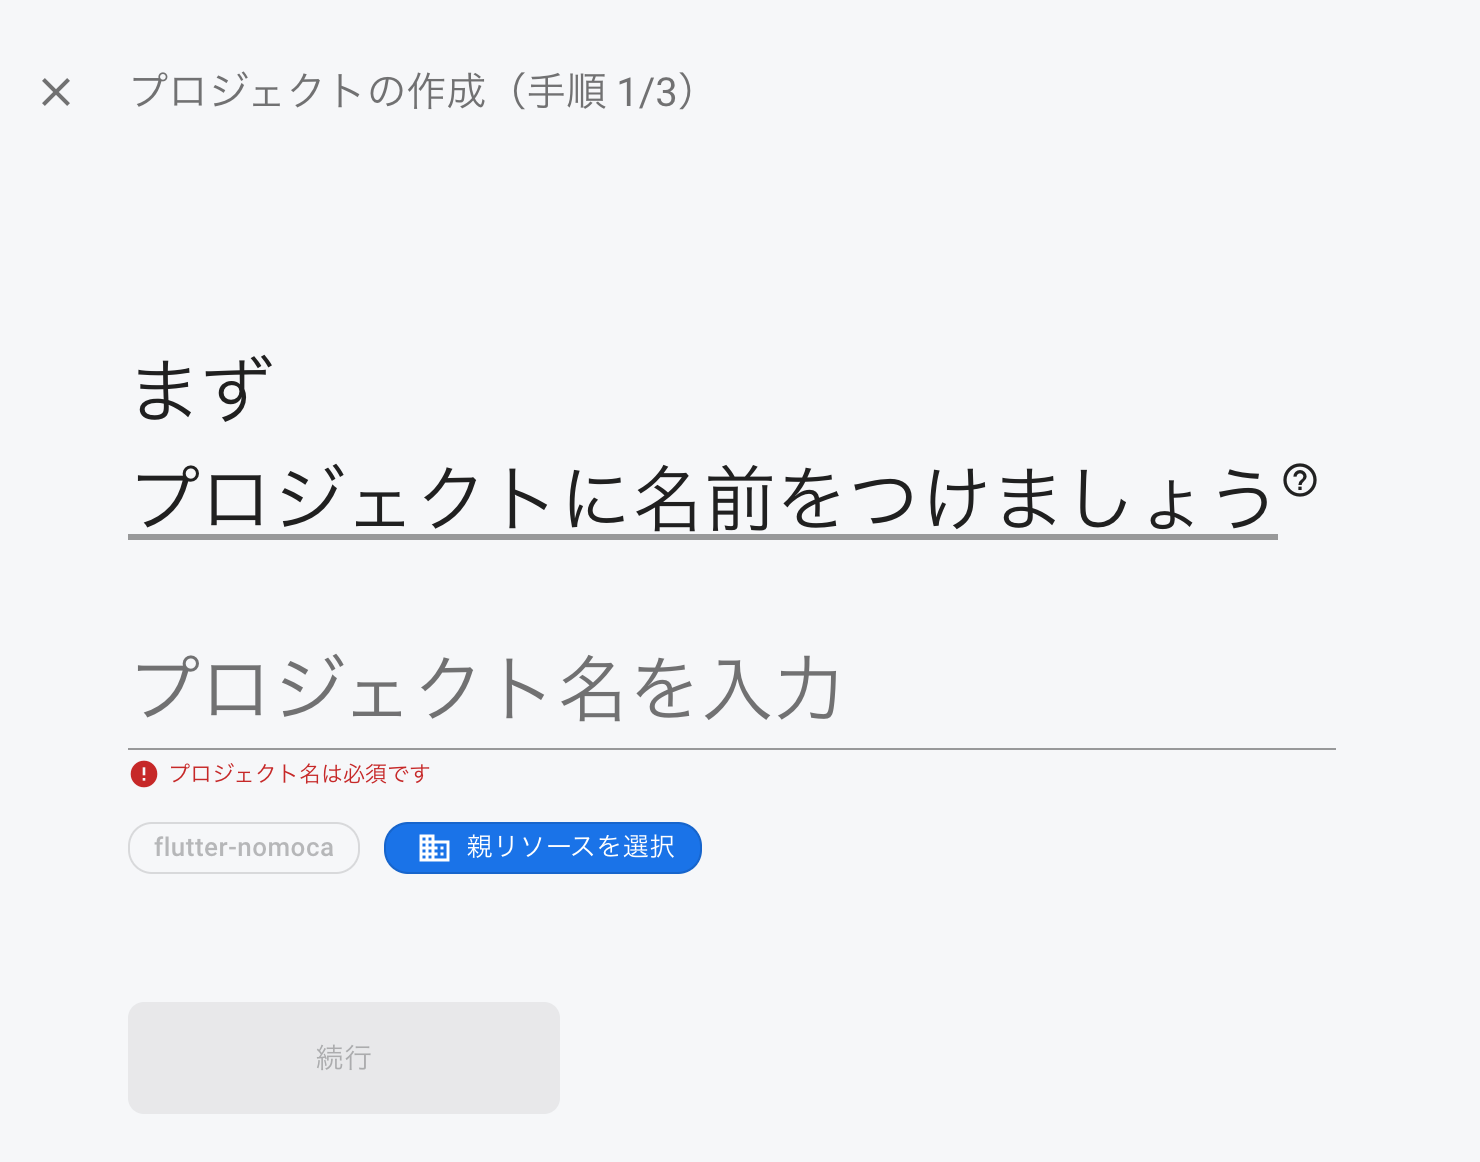 プロジェクトの作成（手順 1/3）
まず
プロジェクトに名前をつけましょう
プロジェクト名を入力
プロジェクト名は必須です
flutter-nomoca
親リソースを選択
続行